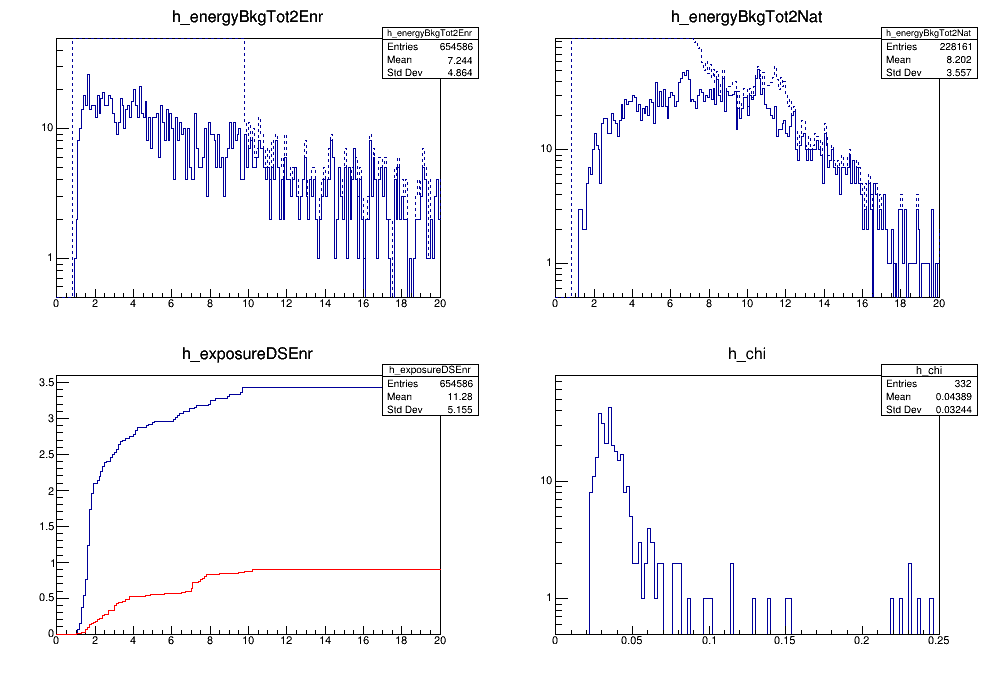 h_energyBkgTot2Enr
h_energyBkgTot2Enr
Entries 654586
Mean 7.244
Std Dev 4.864
10
1
0 2 4 6 8 10 12 14 16 18 20
h_energyBkgTot2Nat
h_energyBkgTot2Nat
Entries 228161
Mean 8.202
Std Dev 3.557
10
1
0 2 4 6 8 10 12 14 16 18 20
h_exposureDSEnr
h_exposureDSEnr
Entries 654586
Mean 11.28
Std Dev 5.155
3.5
3
2.5
2
1.5
1
0.5
0
0 2 4 6 8 10 12 14 16 18 20
h_chi
h_chi
Entries 332
Mean 0.04389
Std Dev 0.03244
10
1
0 0.05 0.1 0.15 0.2 0.25